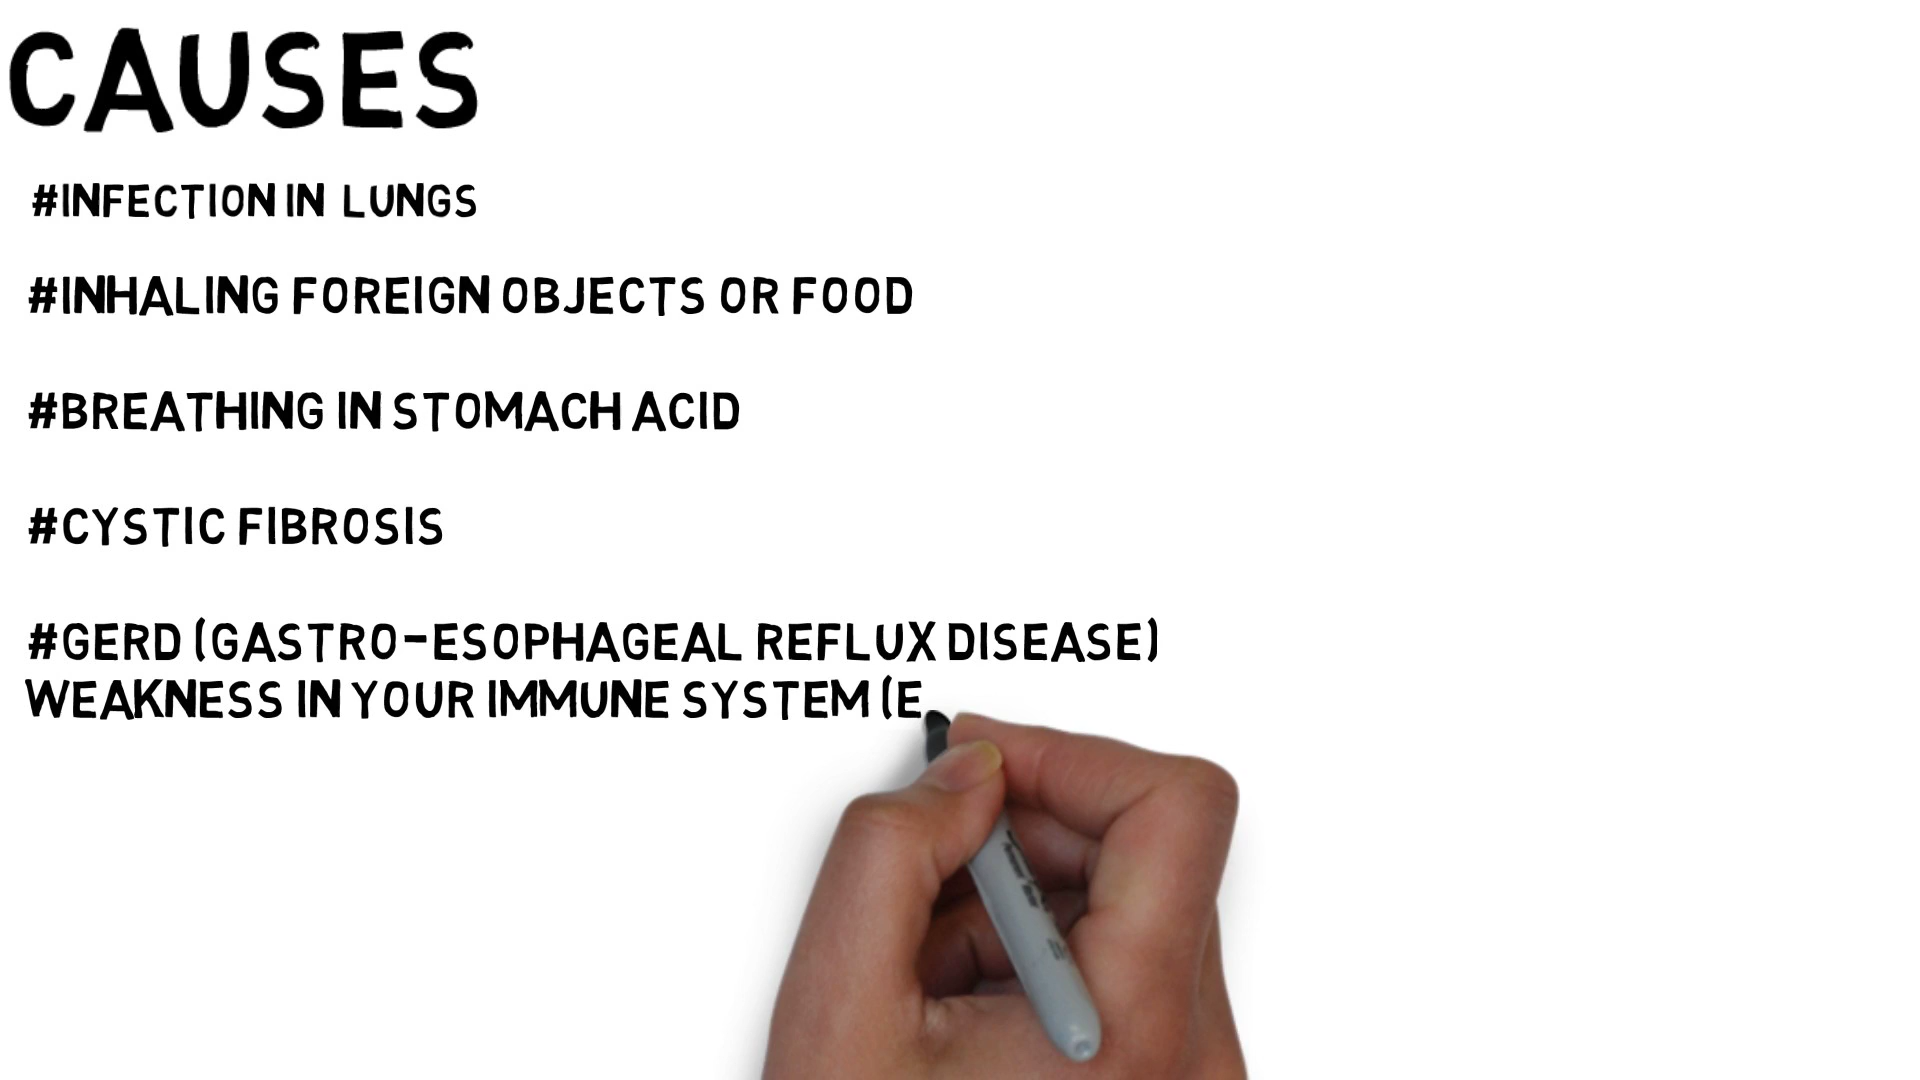 CAUSES
#INFECTION IN LUNGS
#INHALING FOREIGN OBJECTS OR FOOD
#BREATHING IN STOMACH ACID
#CYSTIC FIBROSIS
#GERD (GASTRO-ESOPHAGEAL REFLUX DISEASE)
WEAKNESS IN YOUR IMMUNE SYSTEM (E